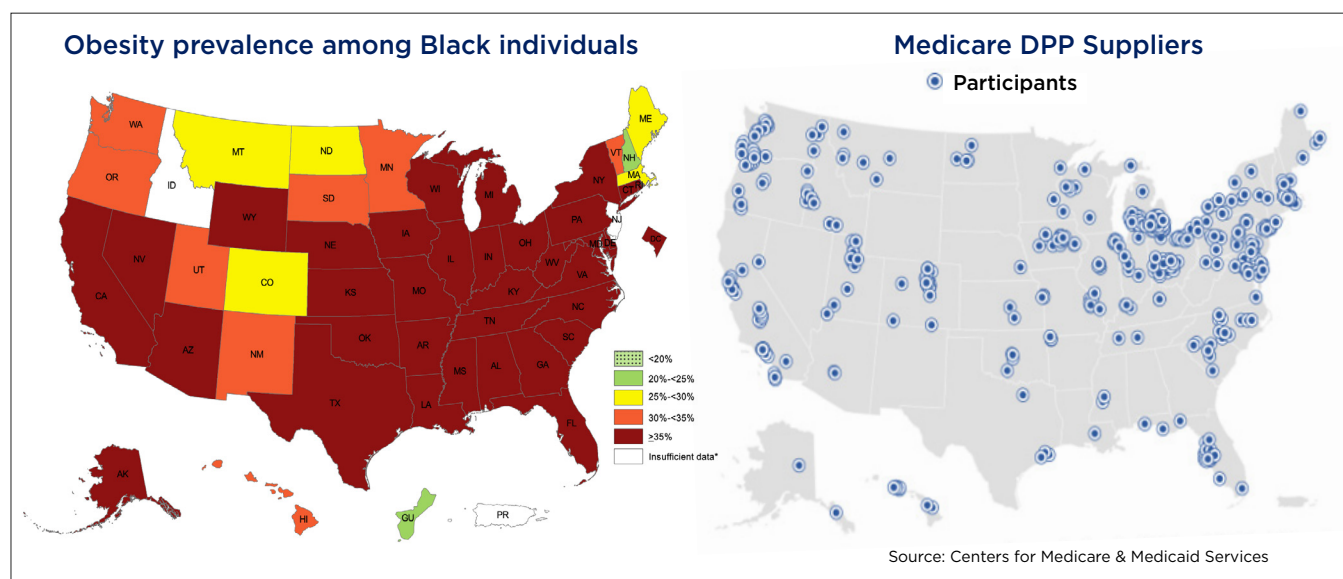 Obesity prevalence among Black individuals
WA
MT
ND
MN
VT
ME
NH
MA
OR
ID
SD
WI
MI
NY
CT
RI
WY
NE
IA
PA
NJ
NV
UT
CO
IL
IN
OH
MD
DE
DC
WV
VA
CA
KS
MO
KY
AZ
NM
OK
AR
TN
NC
SC
TX
LA
MS
AL
GA
FL
AK
HI
GU
PR
<20%
20%-<25%
25%-<30%
30%-<35%
≥35%
Insufficient data*
Medicare DPP Suppliers
Participants
Source: Centers for Medicare & Medicaid Services